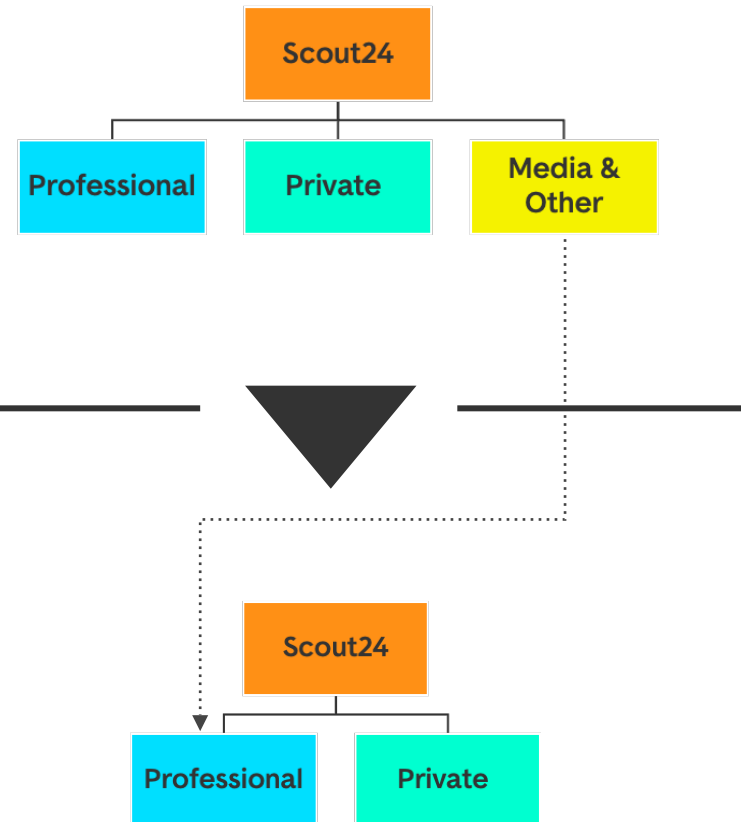 Scout24
Professional
Private
Media &
Other
Scout24
Professional
Private